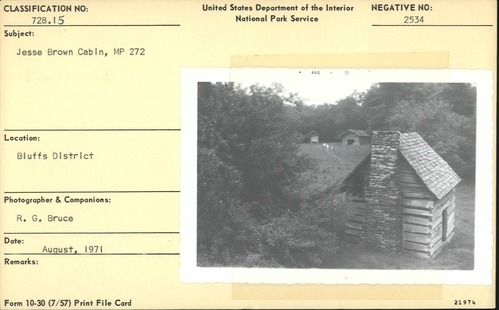 CLASSIFICATION NO:
728.15
United States Department of the Interior
National Park Service
NEGATIVE NO:
2534
Subject:
Jesse Brown Cabin, MP 272
• AUG • 71
Location:
Bluffs District
Photographer & Companions:
R. G. Bruce
Date:
August, 1971
Remarks:
Form 10-30 (7/57) Print File Card
21974